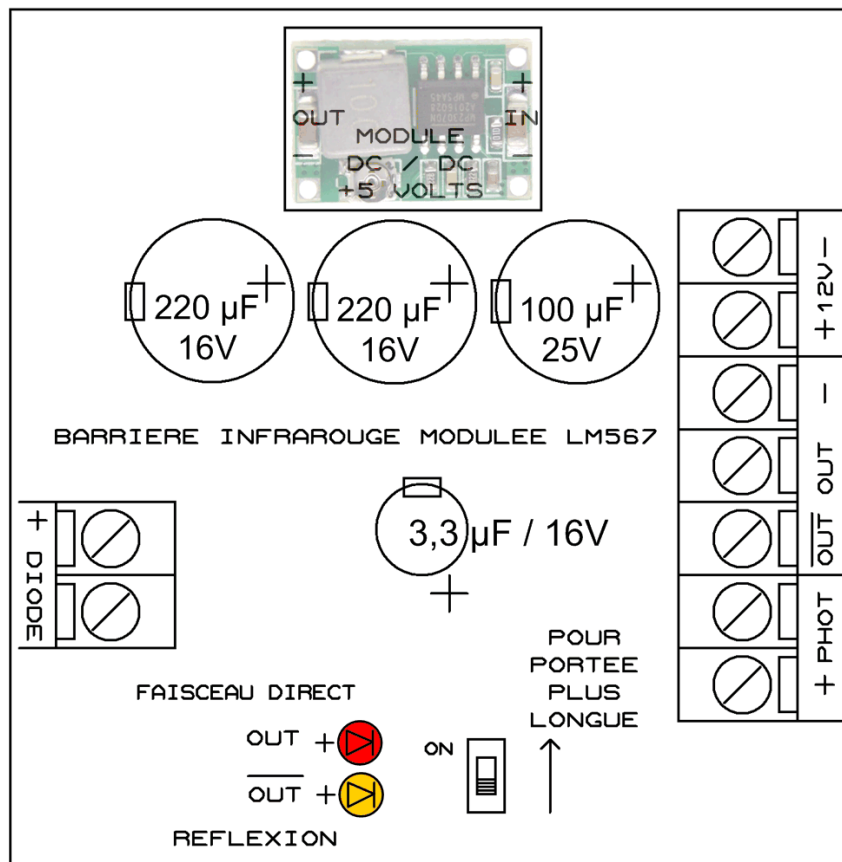 + +
OUT IN
MODULE
- -
DC / DC
+5 VOLTS
220 µF
16V
+
220 µF
16V
+
100 µF
25V
+
+12V-
-
OUT
OUT
+ PHOT
BARRIERE INFRAROUGE MODULEE LM567
3,3 µF / 16V
+
+ DIODE
POUR
PORTEE
PLUS
LONGUE
FAISCEAU DIRECT
OUT +
ON
OUT +
REFLEXION